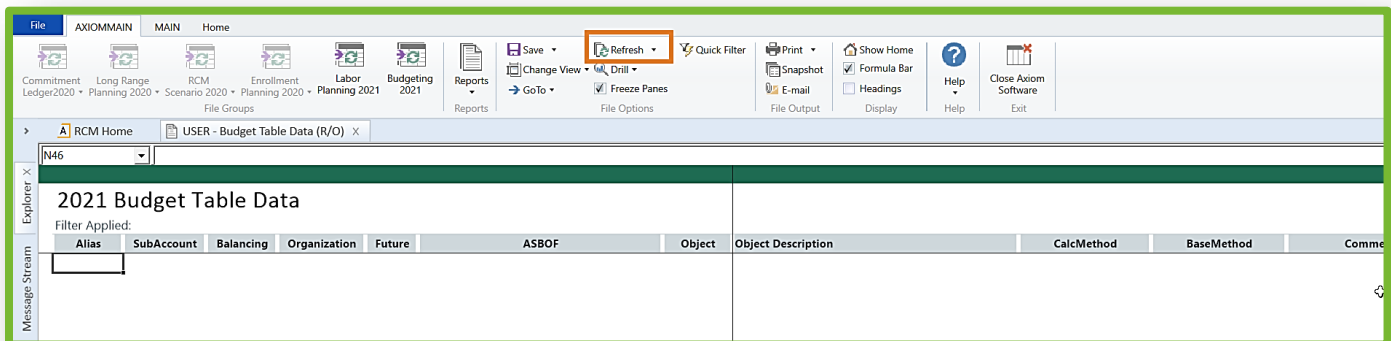 File AXIOMMAIN MAIN Home
Save Refresh Quick Filter Print Show Home
Change View Drill Snapshot Formula Bar
GoTo Freeze Panes E-mail Headings
Commitment Ledger2020 Long Range Planning 2020 RCM Scenario 2020 Enrollment Planning 2020 Labor Planning 2021 Budgeting 2021 Reports Help Close Axiom Software
File Groups Reports File Options File Output Display Help Exit
A RCM Home USER - Budget Table Data (R/O) X
N46
Explorer X
Message Stream
2021 Budget Table Data
Filter Applied:
Alias SubAccount Balancing Organization Future ASBOF Object Object Description CalcMethod BaseMethod Comme